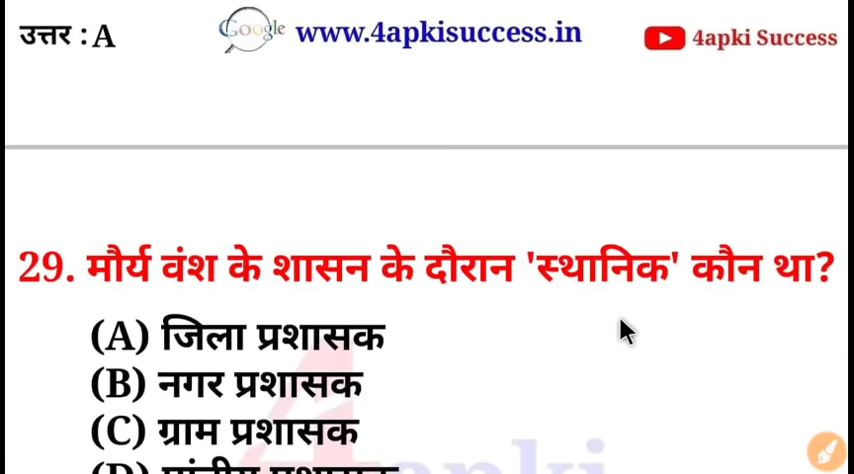 उत्तर : A Google www.4apkisuccess.in 4apki Success
29. मौर्य वंश के शासन के दौरान 'स्थानिक' कौन था?
(A) जिला प्रशासक
(B) नगर प्रशासक
(C) ग्राम प्रशासक